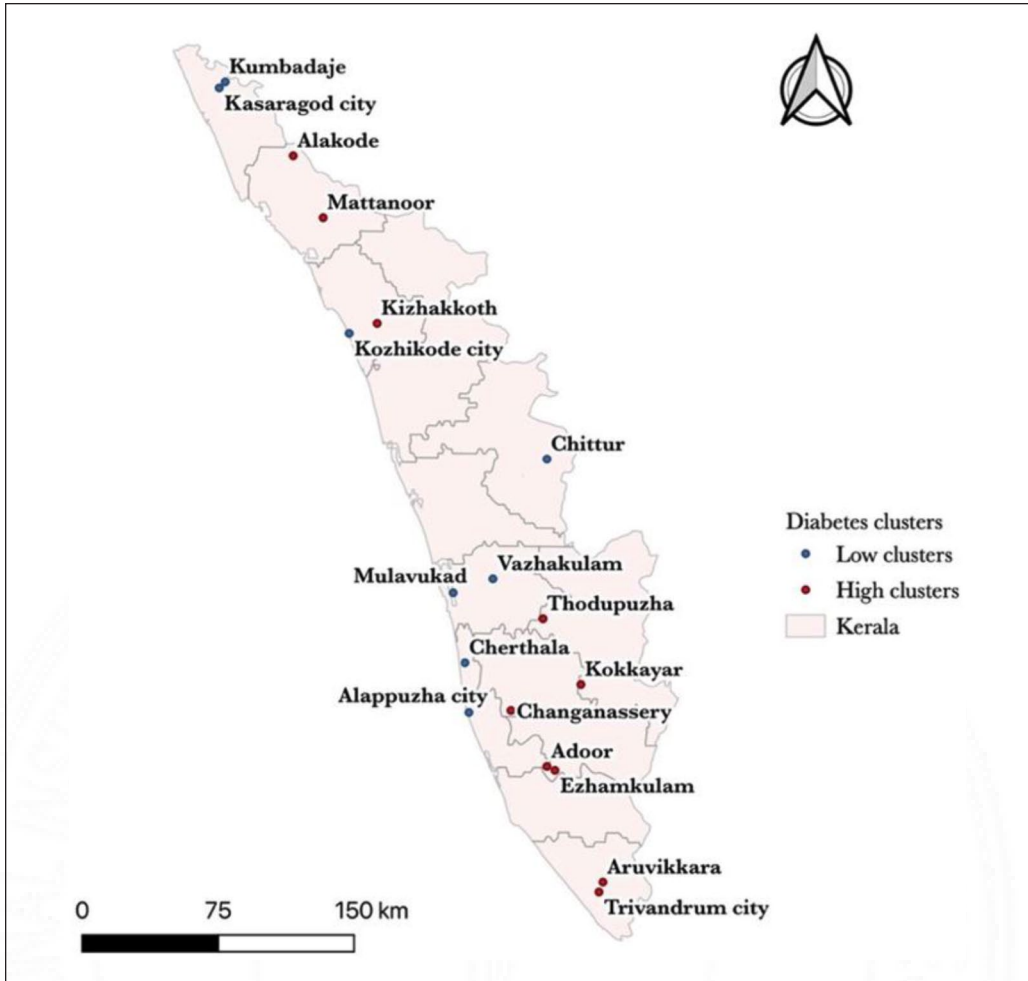 Kumbadaje
Kasaragod city
Alakode
Mattanoor
Kizhakkoth
Kozhikode city
Chittur
Diabetes clusters
Low clusters
High clusters
Kerala
Vazhakulam
Mulavukad
Thodupuzha
Cherthala
Kokkayar
Alappuzha city
Changanassery
Adoor
Ezhamkulam
Aruvikkara
Trivandrum city
0 75 150 km